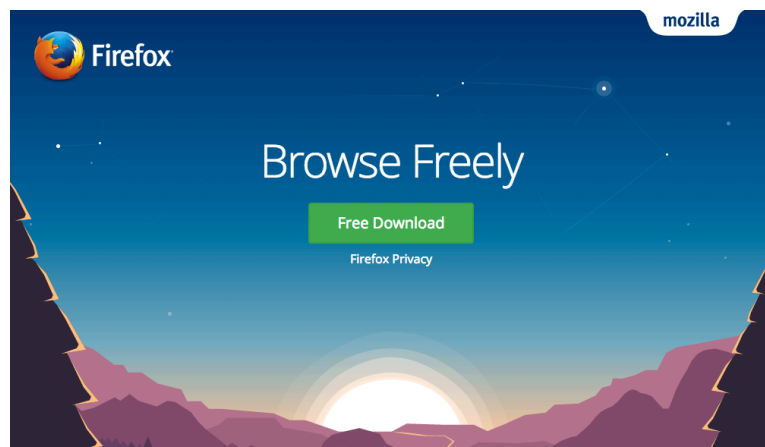 mozilla
Firefox
Browse Freely
Free Download
Firefox Privacy